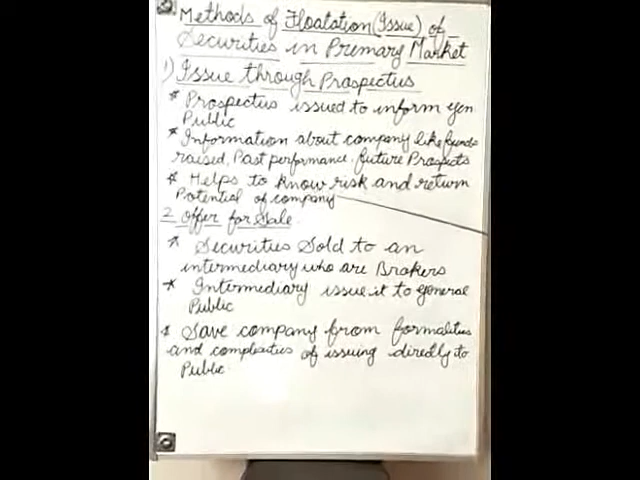 Methods of Floatation (Issue) of
Securities in Primary Market
1) Issue through Prospectus
* Prospectus issued to inform gen
Public
* Information about company like funds
raised, Past performance, future Prospects
* Helps to know risk and return
Potential of company
2 Offer for Sale
* Securities Sold to an
intermediary who are Brokers
* Intermediary issue it to general
Public
* Save company from formalities
and complexities of issuing directly to
Public